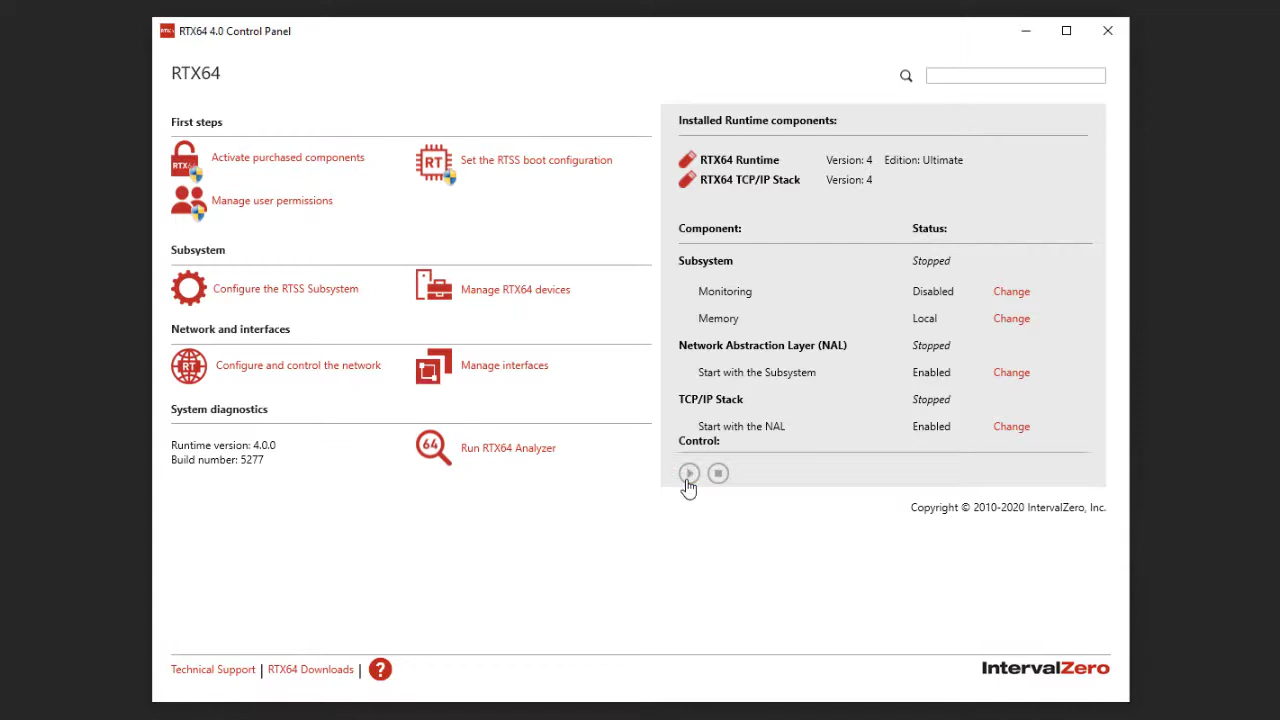 RTX64 4.0 Control Panel
RTX64
First steps
Activate purchased components
Set the RTSS boot configuration
Manage user permissions
Subsystem
Configure the RTSS Subsystem
Manage RTX64 devices
Network and interfaces
Configure and control the network
Manage interfaces
System diagnostics
Runtime version: 4.0.0
Build number: 5277
Run RTX64 Analyzer
Installed Runtime components:
RTX64 Runtime Version: 4 Edition: Ultimate
RTX64 TCP/IP Stack Version: 4
Component: Status:
Subsystem Stopped
Monitoring Disabled Change
Memory Local Change
Network Abstraction Layer (NAL) Stopped
Start with the Subsystem Enabled Change
TCP/IP Stack Stopped
Start with the NAL Enabled Change
Control:
Copyright © 2010-2020 IntervalZero, Inc.
Technical Support | RTX64 Downloads | ?
IntervalZero